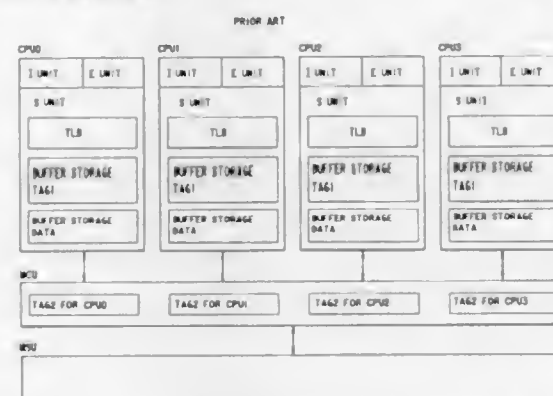 PRIOR ART
CPU0 CPU1 CPU2 CPU3
I UNIT E UNIT I UNIT E UNIT I UNIT E UNIT I UNIT E UNIT
S UNIT S UNIT S UNIT S UNIT
TLB TLB TLB TLB
BUFFER STORAGE BUFFER STORAGE BUFFER STORAGE BUFFER STORAGE
TAG1 TAG1 TAG1 TAG1
BUFFER STORAGE BUFFER STORAGE BUFFER STORAGE BUFFER STORAGE
DATA DATA DATA DATA
MCU
TAG2 FOR CPU0 TAG2 FOR CPU1 TAG2 FOR CPU2 TAG2 FOR CPU3
MSU